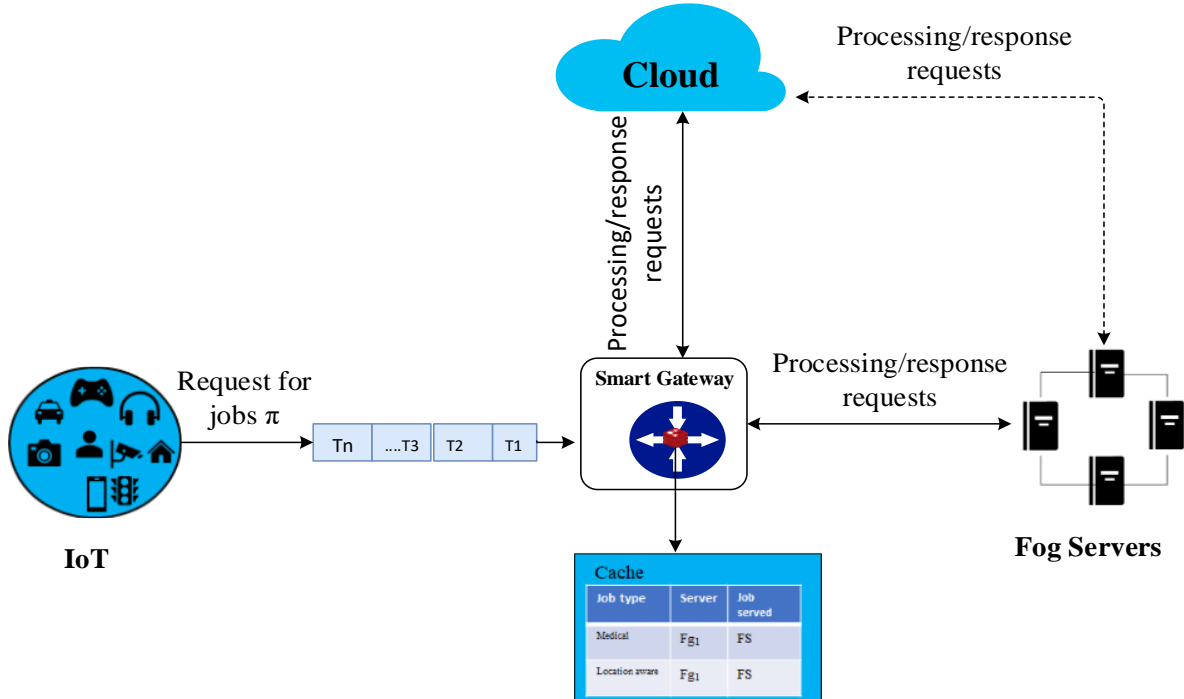 Cloud
Processing/response
requests
Processing/response
requests
Request for
jobs π
Tn
....T3
T2
T1
Smart Gateway
Processing/response
requests
IoT
Fog Servers
Cache
Job type
Server
Job
served
Medical
Fg1
FS
Location aware
Fg1
FS